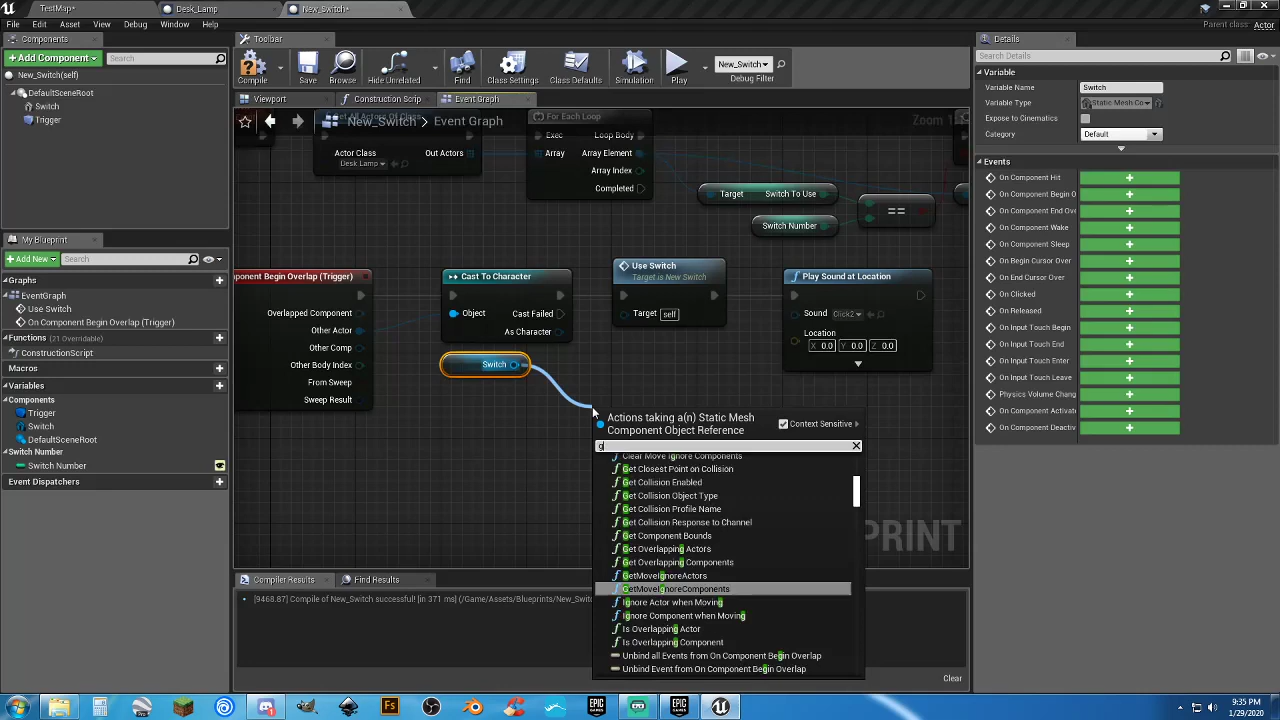 TestMap*
Desk_Lamp
New_Switch*
File
Edit
Asset
View
Debug
Window
Help
Parent class: Actor
Components
+ Add Component
Search
New_Switch(self)
DefaultSceneRoot
Switch
Trigger
My Blueprint
+ Add New
Search
Graphs
EventGraph
Use Switch
On Component Begin Overlap (Trigger)
Functions (21 Overridable)
ConstructionScript
Macros
Variables
Components
Trigger
Switch
DefaultSceneRoot
Switch Number
Switch Number
Event Dispatchers
Toolbar
Compile
Save
Browse
Hide Unrelated
Find
Class Settings
Class Defaults
Simulation
Play
New_Switch
Debug Filter
Viewport
Construction Scrip
Event Graph
New_Switch > Event Graph
Zoom 1
For Each Loop
Exec
Loop Body
Actor Class
Desk Lamp
Out Actors
Array
Array Element
Array Index
Completed
Target
Switch To Use
Switch Number
==
ponent Begin Overlap (Trigger)
Overlapped Component
Other Actor
Other Comp
Other Body Index
From Sweep
Sweep Result
Cast To Character
Object
Cast Failed
As Character
Switch
Use Switch
Target is New Switch
Target
self
Play Sound at Location
Sound
Click2
Location
X 0.0 Y 0.0 Z 0.0
Actions taking a(n) Static Mesh
Component Object Reference
Context Sensitive
g
Clear Move Ignore Components
Get Closest Point on Collision
Get Collision Enabled
Get Collision Object Type
Get Collision Profile Name
Get Collision Response to Channel
Get Component Bounds
Get Overlapping Actors
Get Overlapping Components
GetMoveIgnoreActors
GetMoveIgnoreComponents
Ignore Actor when Moving
Ignore Component when Moving
Is Overlapping Actor
Is Overlapping Component
Unbind all Events from On Component Begin Overlap
Unbind Event from On Component Begin Overlap
PRINT
Compiler Results
Find Results
[9468.87] Compile of New_Switch successful! [in 371 ms] (/Game/Assets/Blueprints/New_Switc
Clear
Details
Search Details
Variable
Variable Name
Switch
Variable Type
Static Mesh Co
Expose to Cinematics
Category
Default
Events
On Component Hit
On Component Begin O
On Component End Ove
On Component Wake
On Component Sleep
On Begin Cursor Over
On End Cursor Over
On Clicked
On Released
On Input Touch Begin
On Input Touch End
On Input Touch Enter
On Input Touch Leave
Physics Volume Chang
On Component Activate
On Component Deactiv
Fs
EPIC GAMES
EPIC GAMES
9:35 PM
1/29/2020